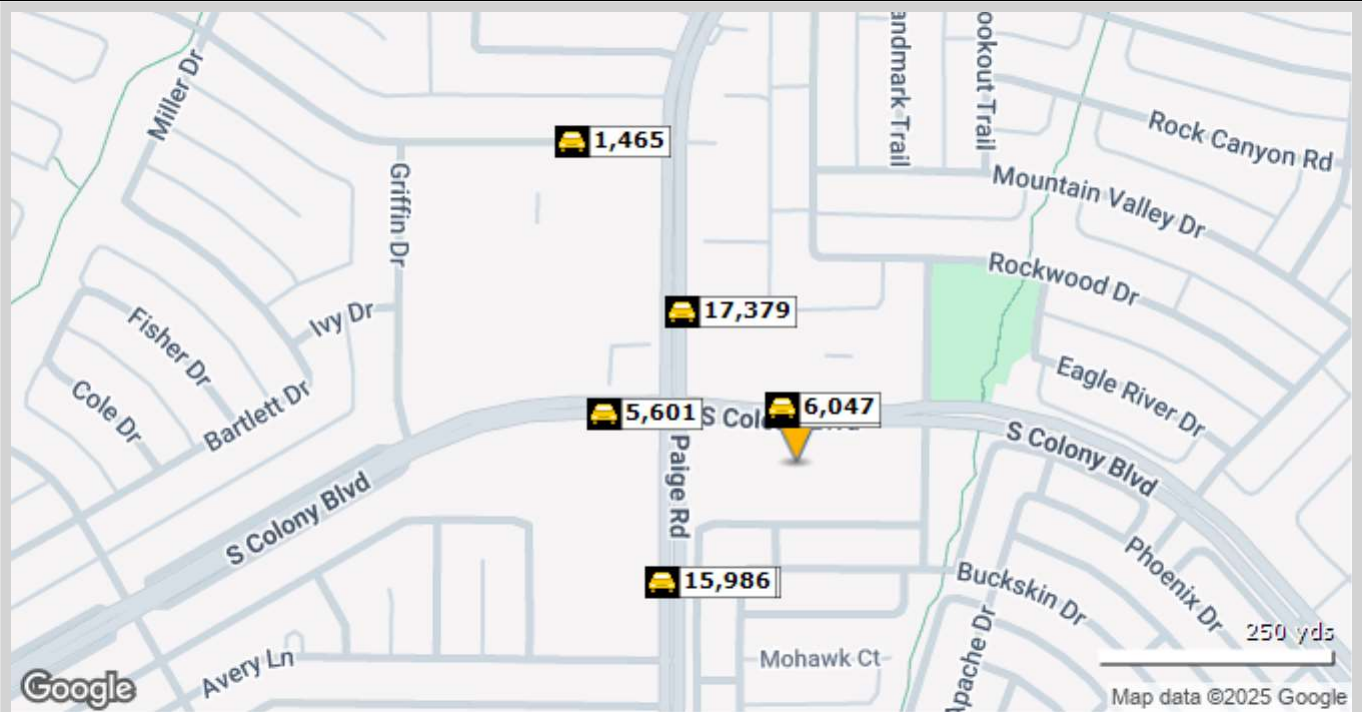 Miller Dr
1,465
Griffin Dr
andmark Trail
ookout Trail
Rock Canyon Rd
Mountain Valley Dr
Rockwood Dr
17,379
Ivy Dr
Fisher Dr
Cole Dr
Bartlett Dr
5,601
6,047
S Colony Blvd
Eagle River Dr
S Colony Blvd
Paige Rd
S Colony Blvd
15,986
Buckskin Dr
Phoenix Dr
Apache Dr
Mohawk Ct
Avery Ln
250 yds
Google
Map data ©2025 Google